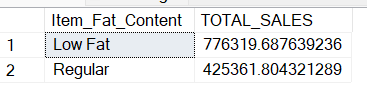 Item_Fat_Content TOTAL_SALES
1 Low Fat 776319.687639236
2 Regular 425361.804321289